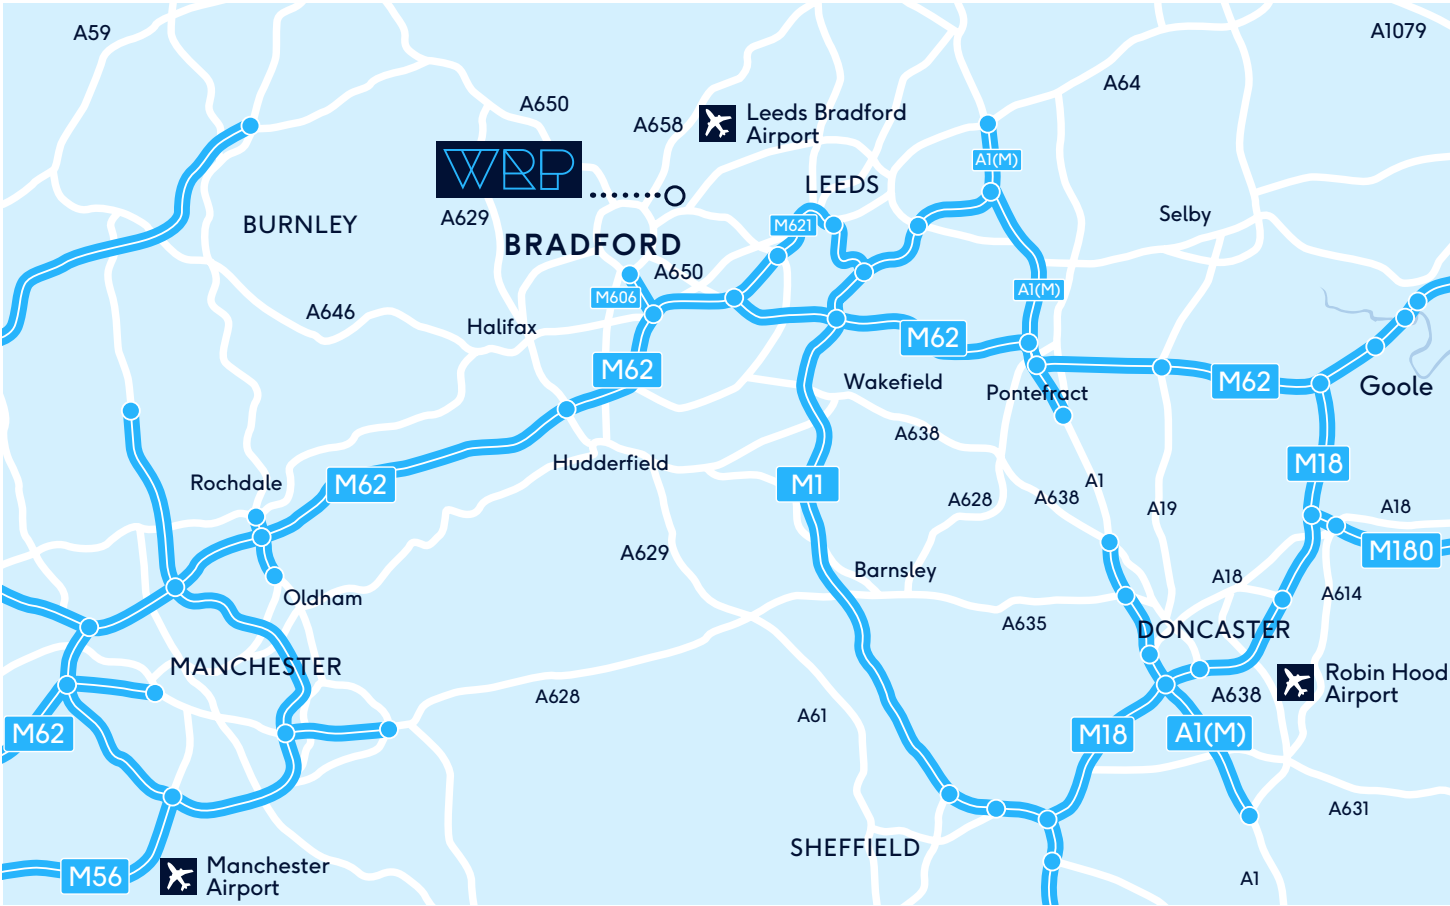 A59
A1079
A64
A650
A658
Leeds Bradford
Airport
A1(M)
WRP
LEEDS
A629
BURNLEY
M621
Selby
BRADFORD
A650
M606
A1(M)
A646
Halifax
M62
M62
Wakefield
Pontefract
M62
Goole
A638
Hudderfield
M18
Rochdale
M62
M1
A1
A628
A638
A19
A18
A629
M180
Barnsley
A18
A614
Oldham
A635
DONCASTER
MANCHESTER
Robin Hood
Airport
A628
A638
A61
M62
M18
A1(M)
A631
SHEFFIELD
M56
Manchester
Airport
A1